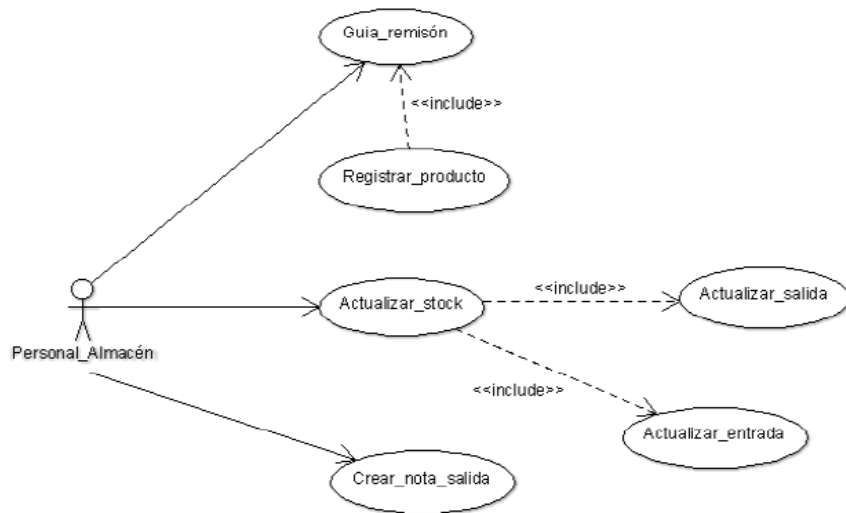 Guia_remisón
<<include>>
Registrar_producto
Actualizar_stock
<<include>>
Actualizar_salida
Personal_Almacén
<<include>>
Actualizar_entrada
Crear_nota_salida